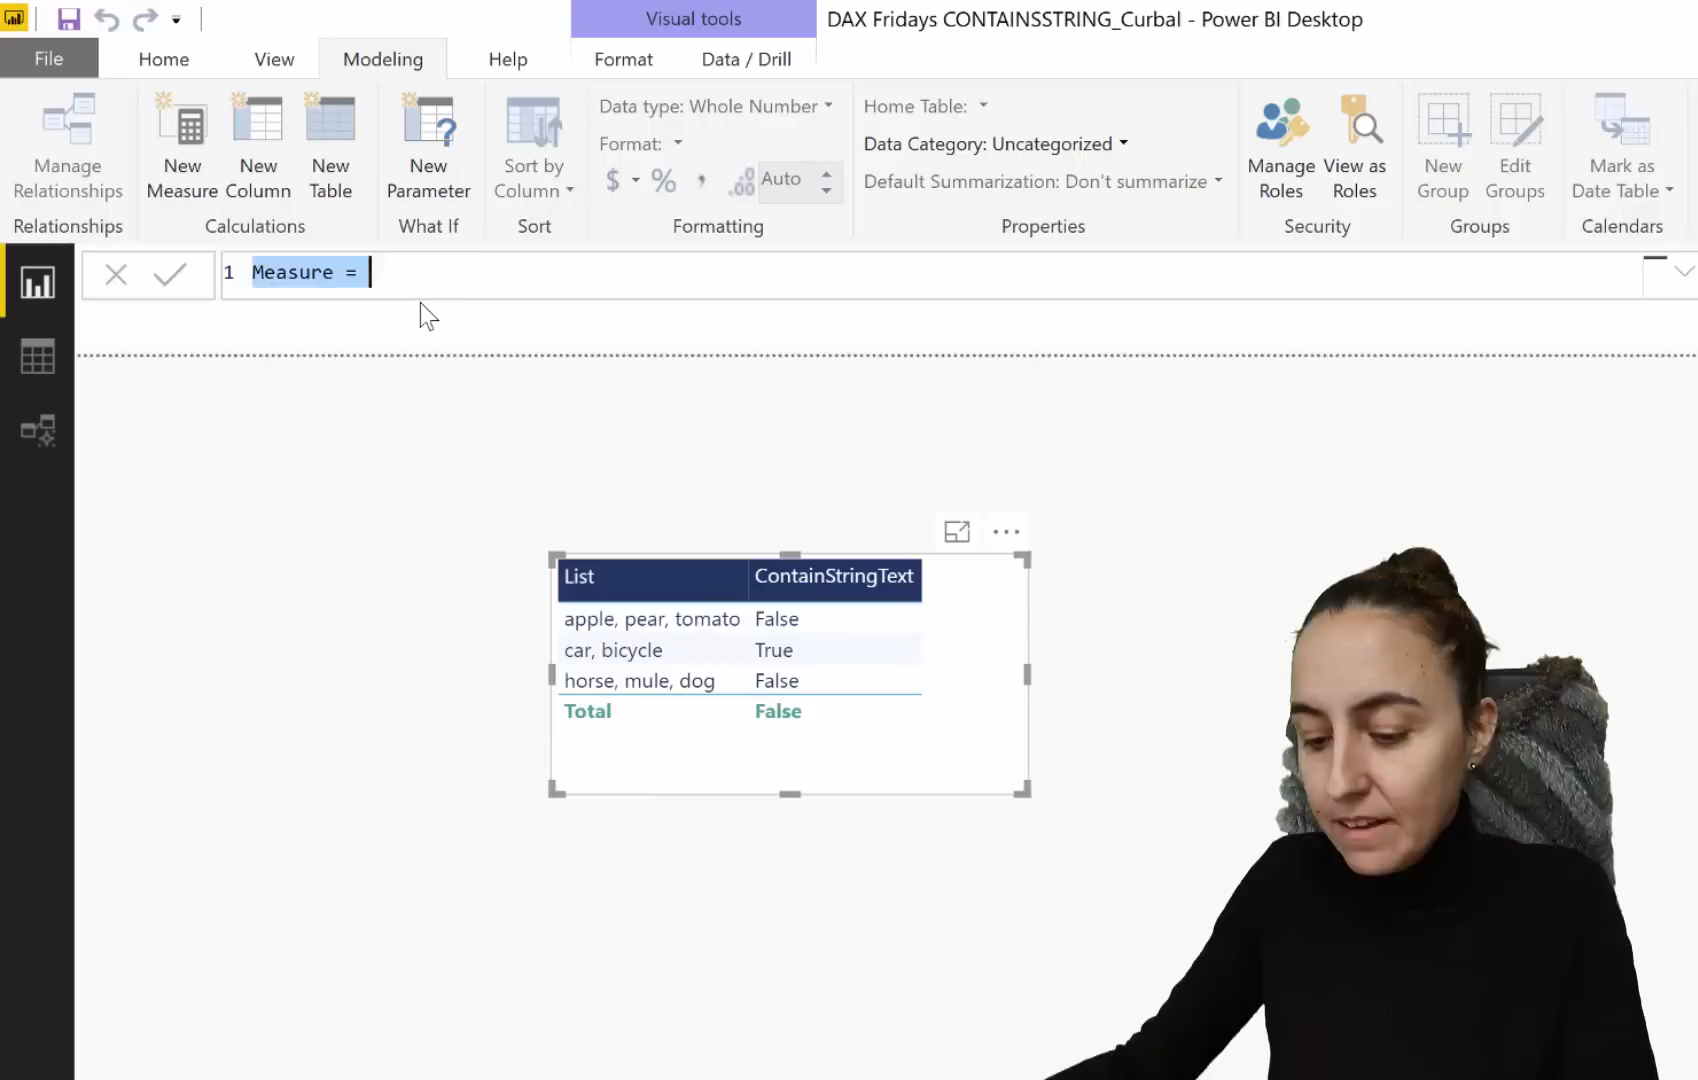 Visual tools
DAX Fridays CONTAINSSTRING_Curbal - Power BI Desktop
File
Home
View
Modeling
Help
Format
Data / Drill
Manage
Relationships
New
Measure
New
Column
New
Table
New
Parameter
Sort by
Column
Data type: Whole Number
Format:
$ % , .00 Auto
Home Table:
Data Category: Uncategorized
Default Summarization: Don't summarize
Manage
Roles
View as
Roles
New
Group
Edit
Groups
Mark as
Date Table
Relationships
Calculations
What If
Sort
Formatting
Properties
Security
Groups
Calendars
1 Measure =
List ContainStringText
apple, pear, tomato False
car, bicycle True
horse, mule, dog False
Total False